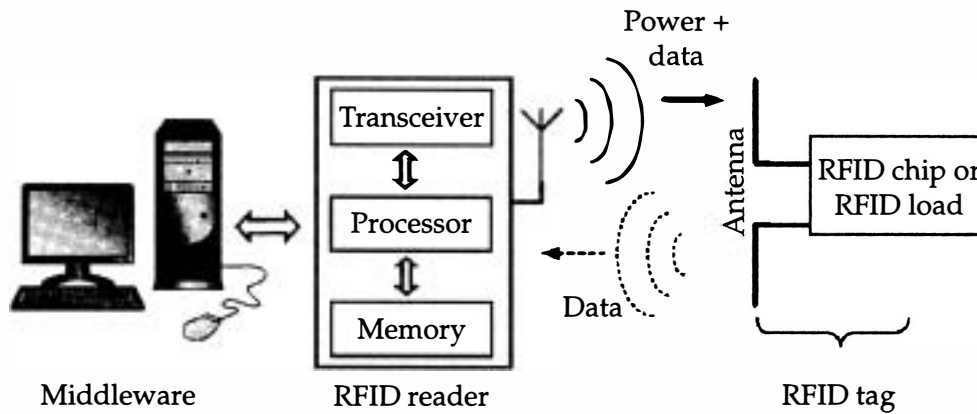 Power +
data
Transceiver
Processor
Memory
Data
Antenna
RFID chip or
RFID load
Middleware
RFID reader
RFID tag